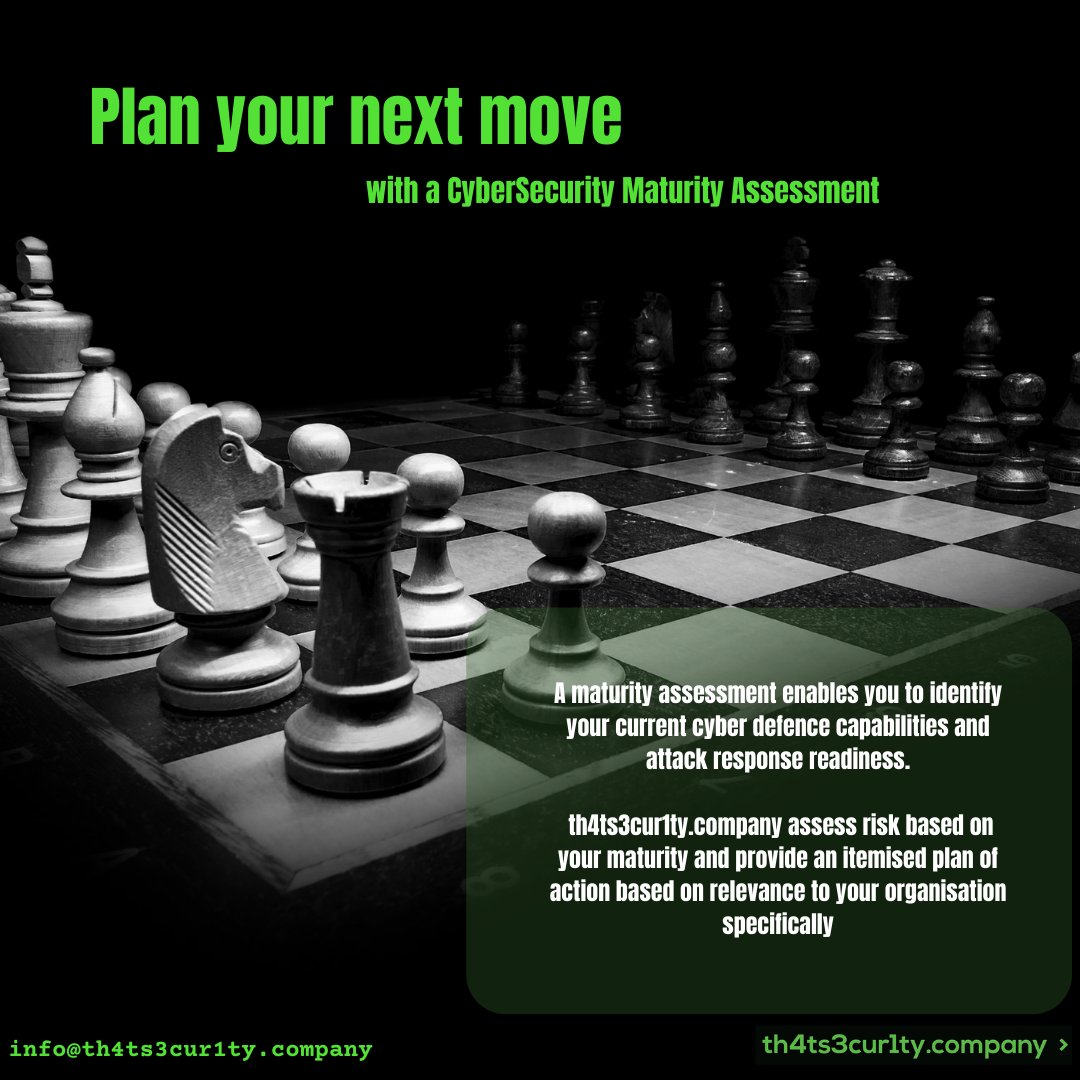 Plan your next move
with a CyberSecurity Maturity Assessment
A maturity assessment enables you to identify
your current cyber defence capabilities and
attack response readiness.
th4ts3cur1ty.company assess risk based on
your maturity and provide an itemised plan of
action based on relevance to your organisation
specifically
info@th4ts3cur1ty.company
th4ts3cur1ty.company >